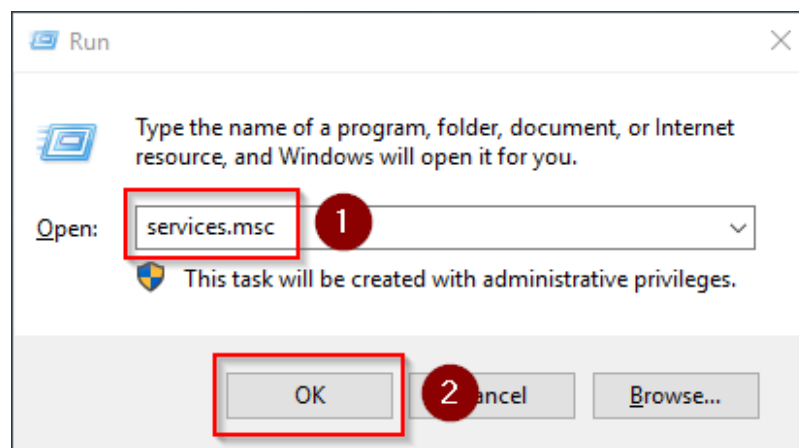 Run
Type the name of a program, folder, document, or Internet
resource, and Windows will open it for you.
Open: services.msc 1
This task will be created with administrative privileges.
OK 2 ancel Browse...